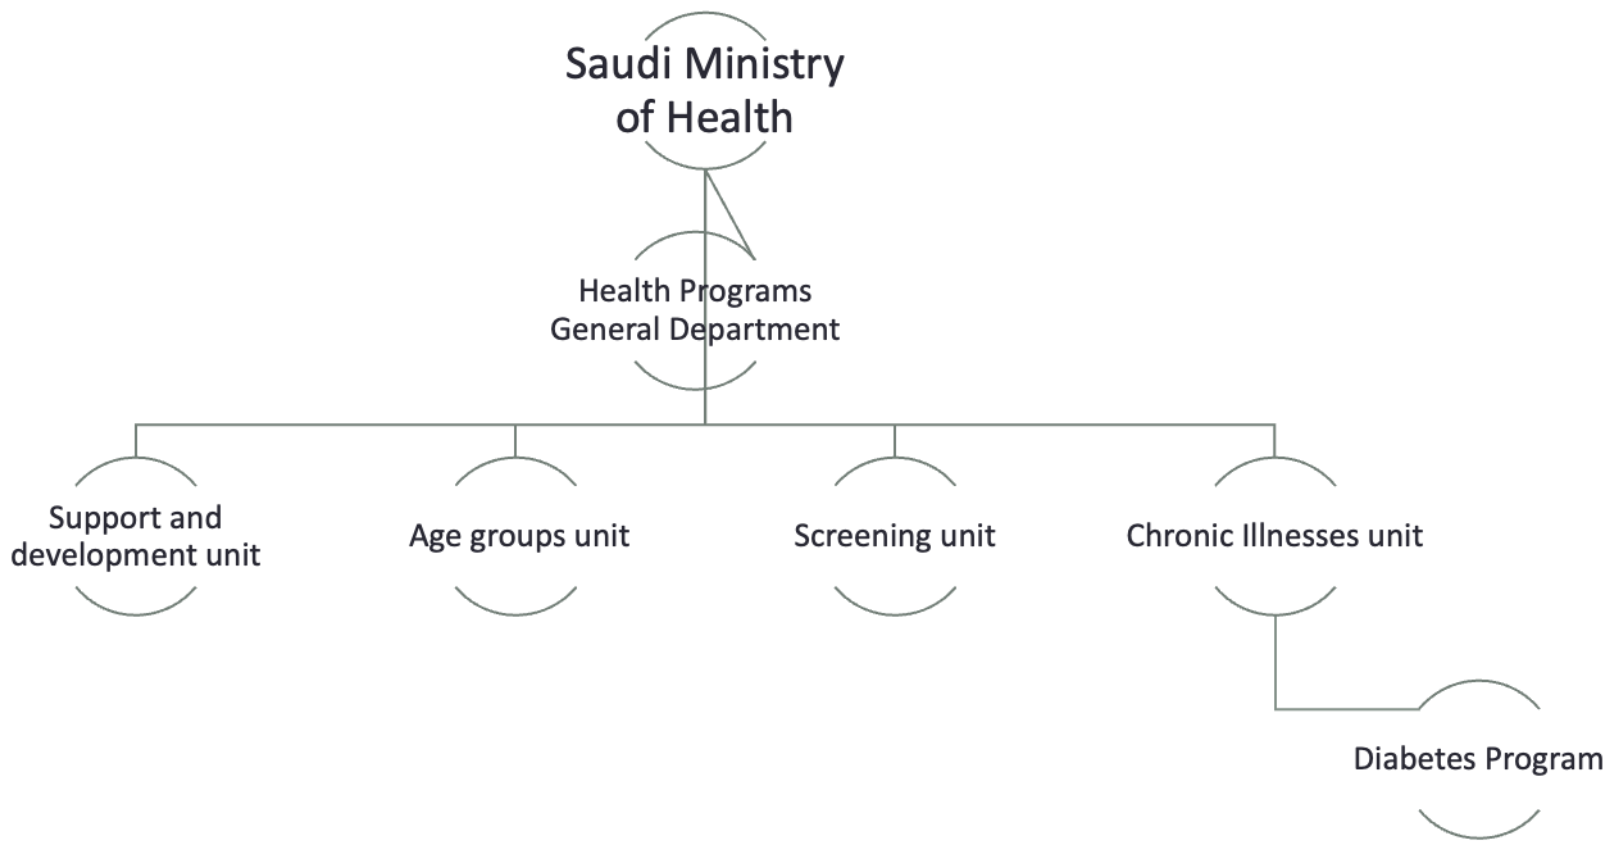 Saudi Ministry
of Health
Health Programs
General Department
Support and
development unit
Age groups unit
Screening unit
Chronic Illnesses unit
Diabetes Program